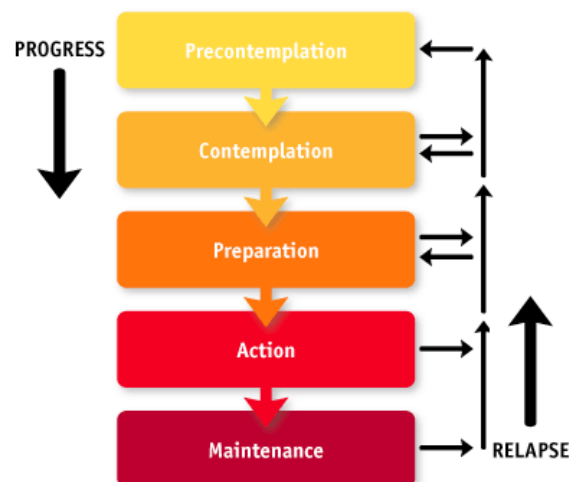 PROGRESS
Precontemplation
Contemplation
Preparation
Action
Maintenance
RELAPSE